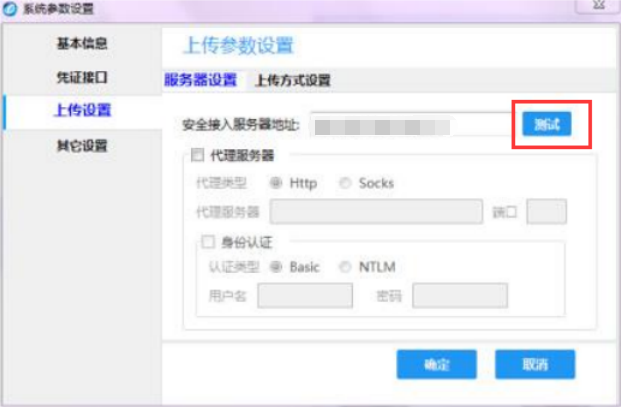 系统参数设置
基本信息
凭证接口
上传设置
其它设置
上传参数设置
服务器设置 上传方式设置
安全接入服务器地址: 测试
代理服务器
代理类型 Http Socks
代理服务器 端口
身份认证
认证类型 Basic NTLM
用户名 密码
确定 取消